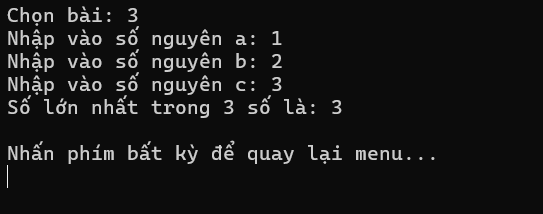 Chọn bài: 3
Nhập vào số nguyên a: 1
Nhập vào số nguyên b: 2
Nhập vào số nguyên c: 3
Số lớn nhất trong 3 số là: 3
Nhấn phím bất kỳ để quay lại menu...